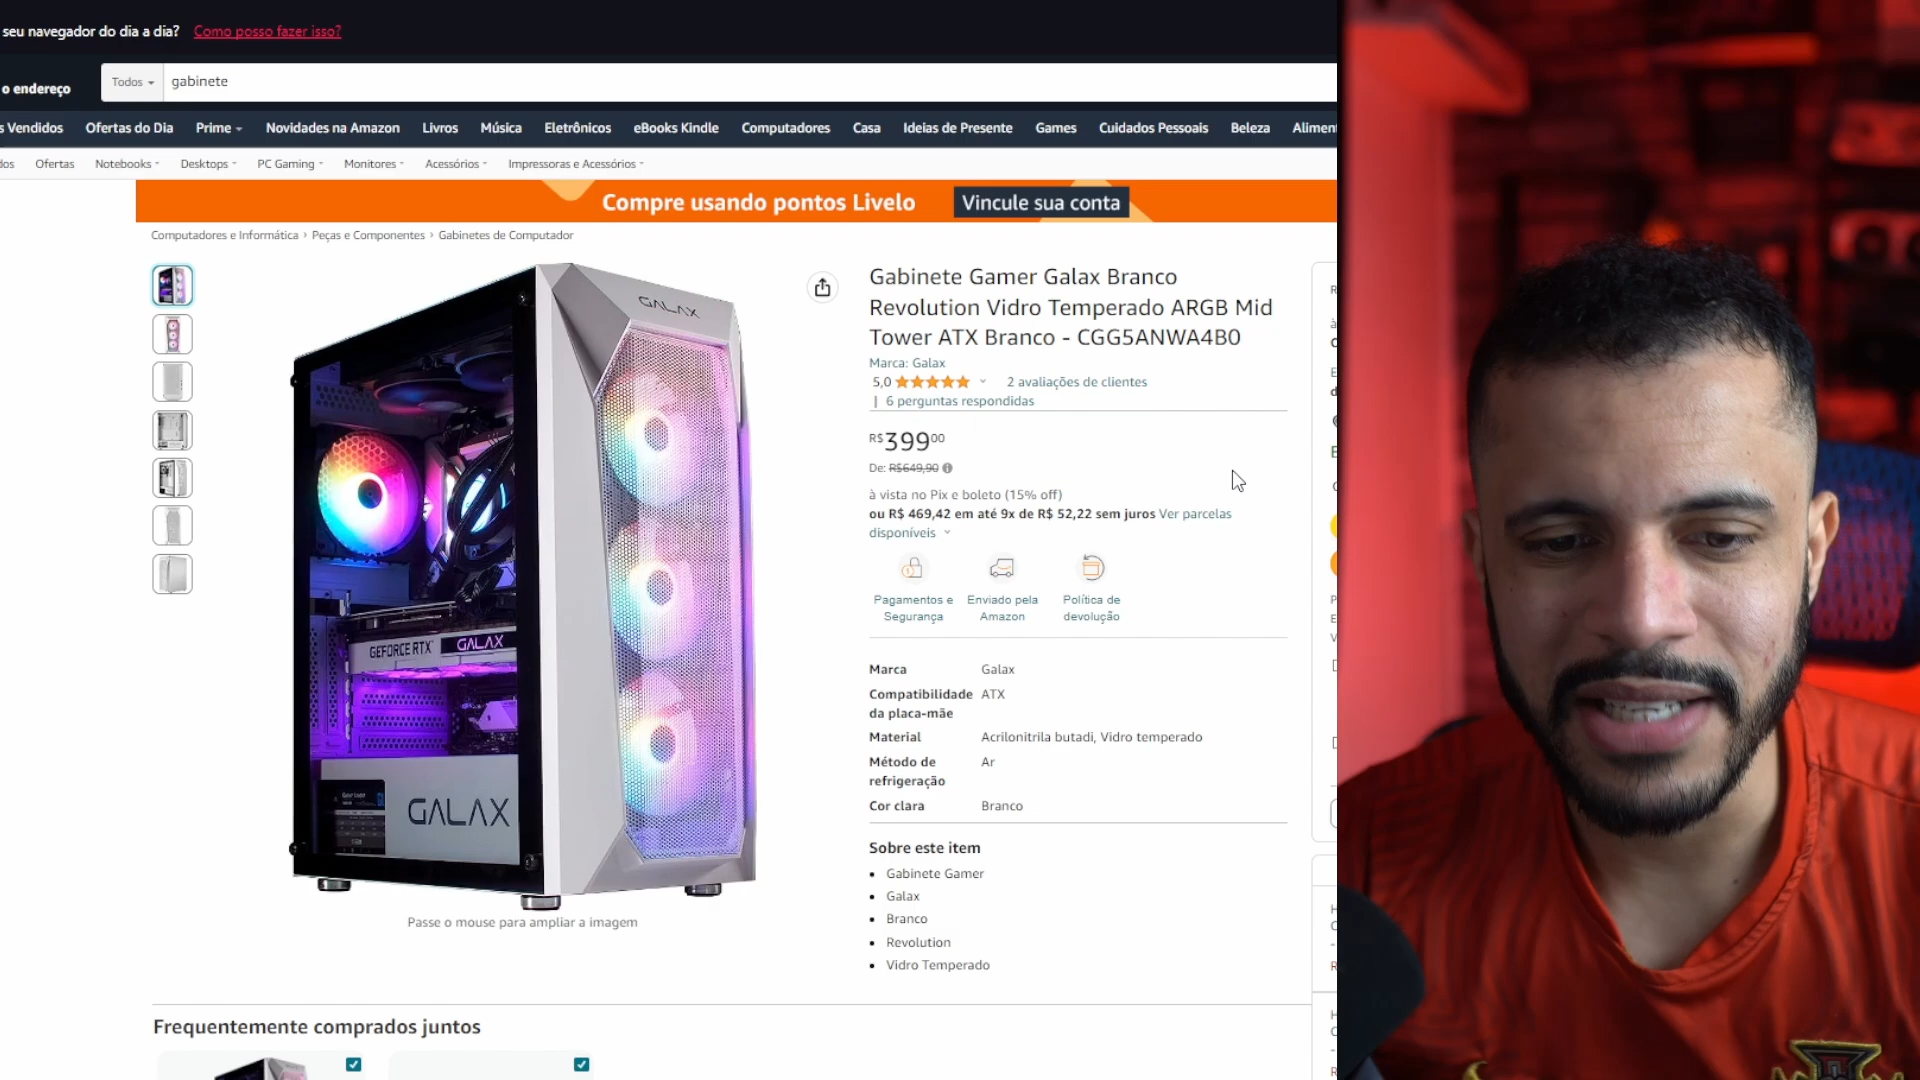 seu navegador do dia a dia? Como posso fazer isso?
o endereço
Todos
gabinete
s Vendidos Ofertas do Dia Prime Novidades na Amazon Livros Música Eletrônicos eBooks Kindle Computadores Casa Ideias de Presente Games Cuidados Pessoais Beleza Aliment
dos Ofertas Notebooks Desktops PC Gaming Monitores Acessórios Impressoras e Acessórios
Compre usando pontos Livelo Vincule sua conta
Computadores e Informática › Peças e Componentes › Gabinetes de Computador
GALAX
GEFORCE RTX GALAX
GALAX
Passe o mouse para ampliar a imagem
Gabinete Gamer Galax Branco
Revolution Vidro Temperado ARGB Mid
Tower ATX Branco - CGG5ANWA4B0
Marca: Galax
5,0 2 avaliações de clientes
| 6 perguntas respondidas
R$39900
De: R$649,90
à vista no Pix e boleto (15% off)
ou R$ 469,42 em até 9x de R$ 52,22 sem juros Ver parcelas
disponíveis
Pagamentos e
Segurança
Enviado pela
Amazon
Política de
devolução
Marca Galax
Compatibilidade ATX
da placa-mãe
Material Acrilonitrila butadi, Vidro temperado
Método de Ar
refrigeração
Cor clara Branco
Sobre este item
• Gabinete Gamer
• Galax
• Branco
• Revolution
• Vidro Temperado
Frequentemente comprados juntos